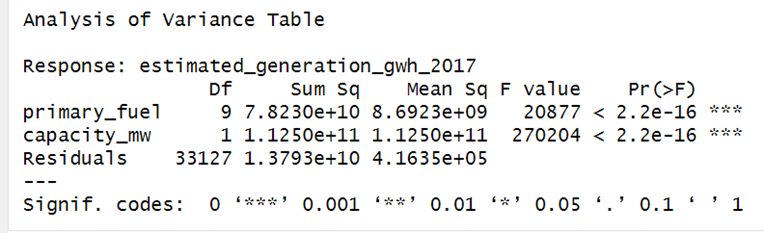 Analysis of Variance Table
Response: estimated_generation_gwh_2017
Df Sum Sq Mean Sq F value Pr(>F)
primary_fuel 9 7.8230e+10 8.6923e+09 20877 < 2.2e-16 ***
capacity_mw 1 1.1250e+11 1.1250e+11 270204 < 2.2e-16 ***
Residuals 33127 1.3793e+10 4.1635e+05
---
Signif. codes: 0 ‘***’ 0.001 ‘**’ 0.01 ‘*’ 0.05 ‘.’ 0.1 ‘ ’ 1